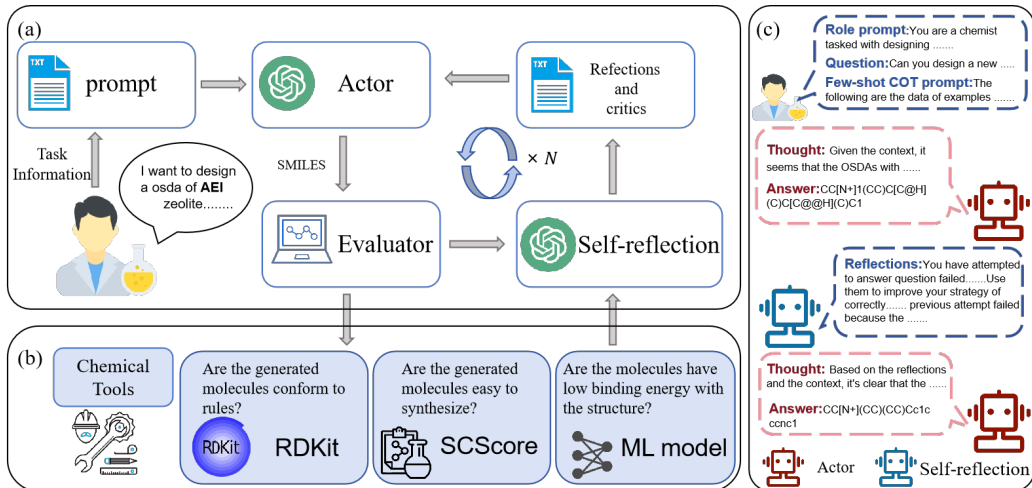 (a)
TXT
prompt
Actor
TXT
Refections
and
critics
Task
Information
I want to design
a osda of AEI
zeolite........
SMILES
× N
Evaluator
Self-reflection
(b)
Chemical
Tools
Are the generated
molecules conform to
rules?
RDKit
RDKit
Are the generated
molecules easy to
synthesize?
SCScore
Are the molecules have
low binding energy with
the structure?
ML model
(c)
Role prompt:You are a chemist
tasked with designing .......
Question:Can you design a new ....
Few-shot COT prompt:The
following are the data of examples .......
Thought: Given the context, it
seems that the OSDAs with ......
Answer:CC[N+]1(CC)C[C@H]
(C)C[C@@H](C)C1
Reflections:You have attempted
to answer question failed.......Use
them to improve your strategy of
correctly....... previous attempt failed
because the .......
Thought: Based on the reflections
and the context, it's clear that the ......
Answer:CC[N+](CC)(CC)Cc1c
ccnc1
Actor
Self-reflection